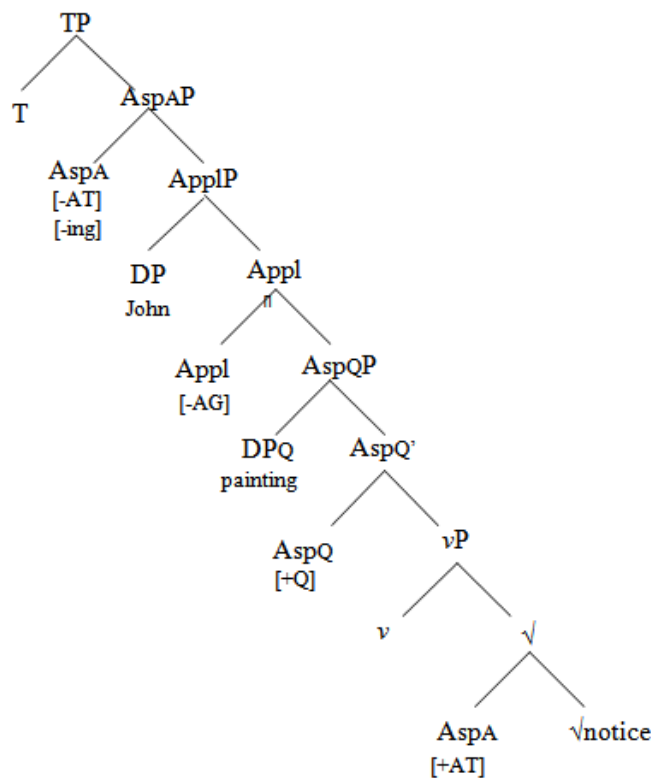 TP
T
AspAP
AspA
[-AT]
[-ing]
ApplP
DP
John
Appl
Appl
[-AG]
AspQP
DPQ
painting
AspQ'
AspQ
[+Q]
vP
v
√
AspA
[+AT]
√notice